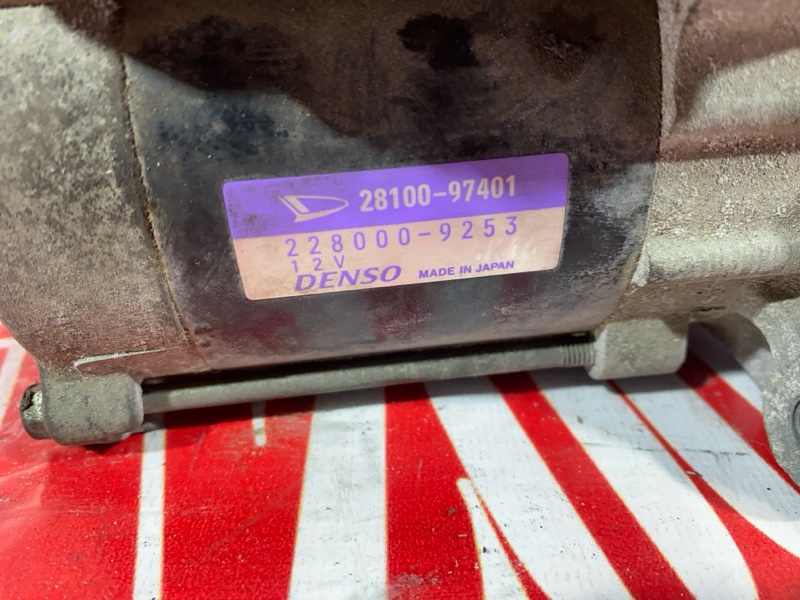 28100-97401
228000-9253
12V
DENSO MADE IN JAPAN